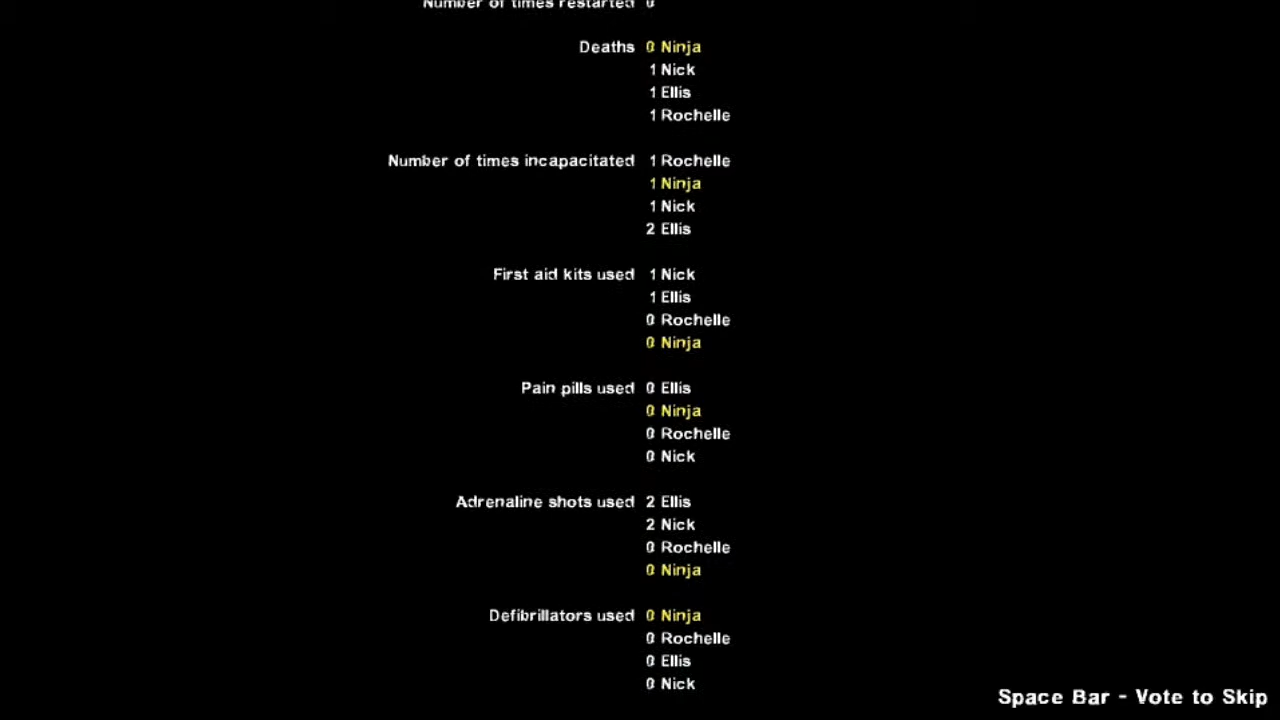 Number of times restarted 0
Deaths 0 Ninja
1 Nick
1 Ellis
1 Rochelle
Number of times incapacitated 1 Rochelle
1 Ninja
1 Nick
2 Ellis
First aid kits used 1 Nick
1 Ellis
0 Rochelle
0 Ninja
Pain pills used 0 Ellis
0 Ninja
0 Rochelle
0 Nick
Adrenaline shots used 2 Ellis
2 Nick
0 Rochelle
0 Ninja
Defibrillators used 0 Ninja
0 Rochelle
0 Ellis
0 Nick
Space Bar - Vote to Skip